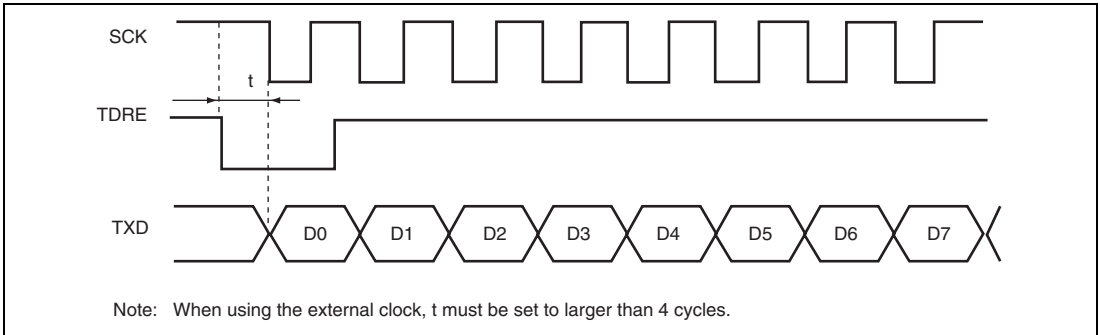 SCK
t
TDRE
TXD
D0 D1 D2 D3 D4 D5 D6 D7
Note: When using the external clock, t must be set to larger than 4 cycles.